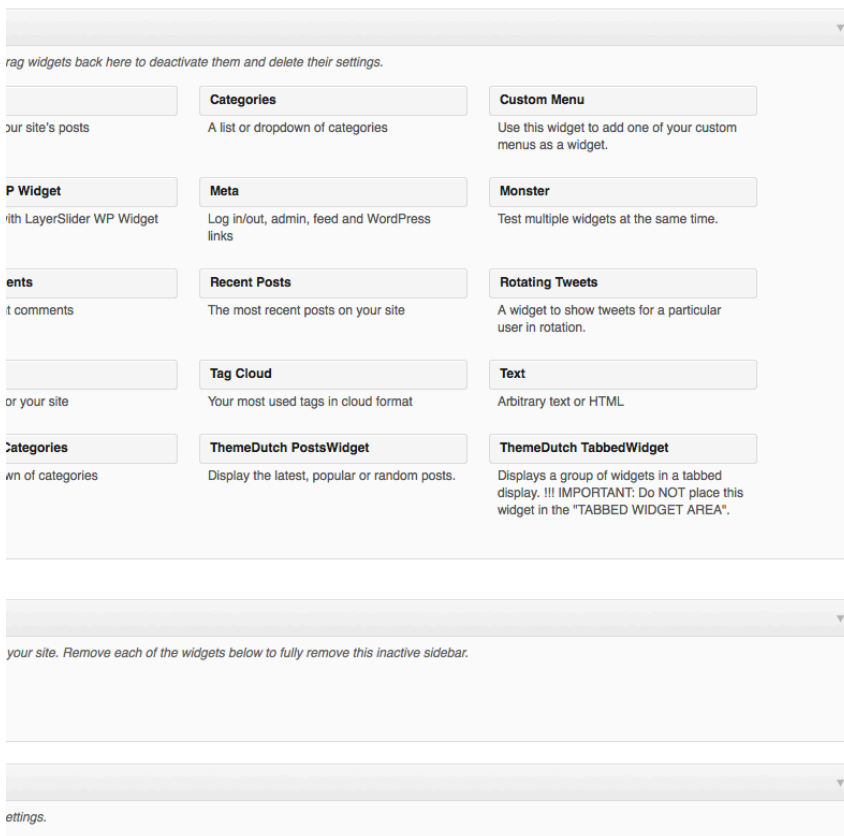 rag widgets back here to deactivate them and delete their settings.
Categories
Custom Menu
our site's posts
A list or dropdown of categories
Use this widget to add one of your custom
menus as a widget.
P Widget
Meta
Monster
ith LayerSlider WP Widget
Log in/out, admin, feed and WordPress
links
Test multiple widgets at the same time.
ents
Recent Posts
Rotating Tweets
t comments
The most recent posts on your site
A widget to show tweets for a particular
user in rotation.
Tag Cloud
Text
or your site
Your most used tags in cloud format
Arbitrary text or HTML
Categories
ThemeDutch PostsWidget
ThemeDutch TabbedWidget
wn of categories
Display the latest, popular or random posts.
Displays a group of widgets in a tabbed
display. !!! IMPORTANT: Do NOT place this
widget in the "TABBED WIDGET AREA".
your site. Remove each of the widgets below to fully remove this inactive sidebar.
ettings.